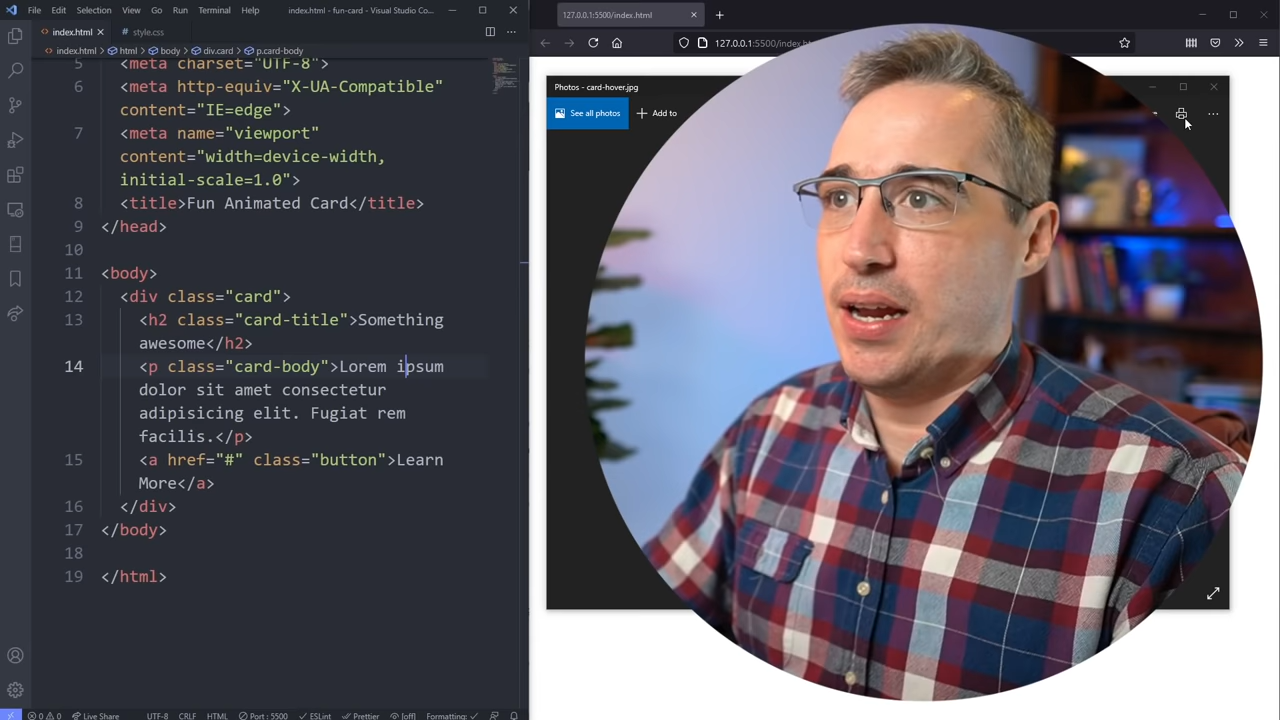 File Edit Selection View Go Run Terminal Help index.html - fun-card - Visual Studio Co...
index.html style.css
index.html > html > body > div.card > p.card-body
5 <meta charset="UTF-8">
6 <meta http-equiv="X-UA-Compatible"
content="IE=edge">
7 <meta name="viewport"
content="width=device-width,
initial-scale=1.0">
8 <title>Fun Animated Card</title>
9 </head>
10
11 <body>
12 <div class="card">
13 <h2 class="card-title">Something
awesome</h2>
14 <p class="card-body">Lorem ipsum
dolor sit amet consectetur
adipisicing elit. Fugiat rem
facilis.</p>
15 <a href="#" class="button">Learn
More</a>
16 </div>
17 </body>
18
19 </html>
0 0 Live Share UTF-8 CRLF HTML Port : 5500 ESLint Prettier [off] Formatting:
127.0.0.1:5500/index.html
127.0.0.1:5500/index.htm
Photos - card-hover.jpg
See all photos Add to